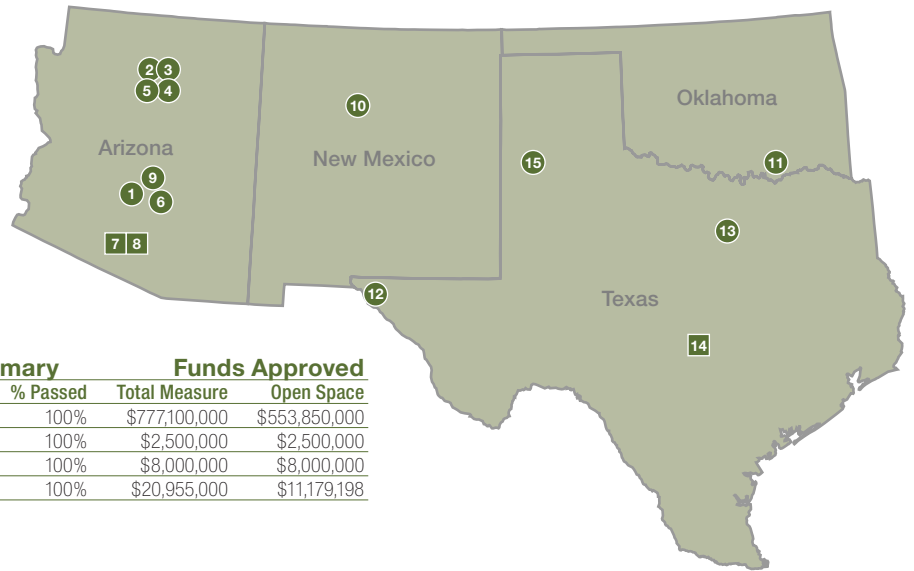 2 3
5 4
Oklahoma
10
Arizona
New Mexico
15
11
9
1
6
13
7 8
12
Texas
14
mary Funds Approved
% Passed Total Measure Open Space
100% $777,100,000 $553,850,000
100% $2,500,000 $2,500,000
100% $8,000,000 $8,000,000
100% $20,955,000 $11,179,198